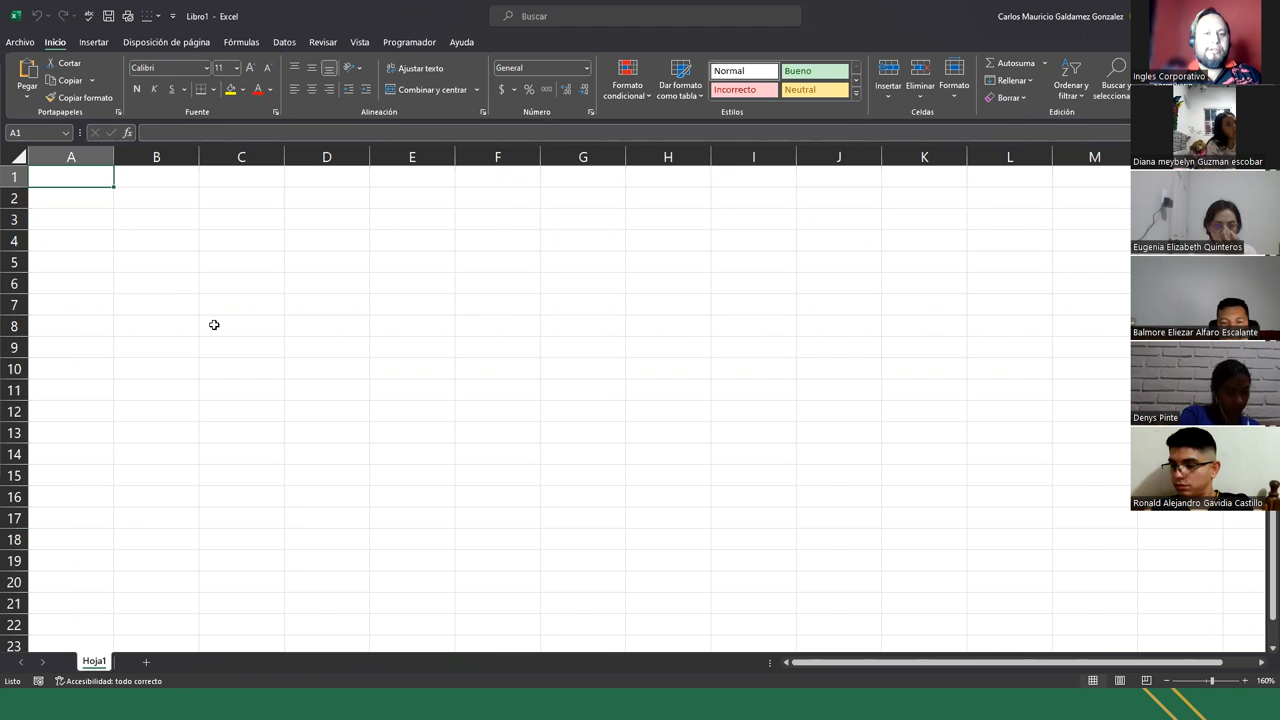 Libro1 - Excel
Buscar
Carlos Mauricio Galdamez Gonzalez
Archivo Inicio Insertar Disposición de página Fórmulas Datos Revisar Vista Programador Ayuda
Pegar
Cortar
Copiar
Copiar formato
Portapapeles
Calibri 11
N K S
Fuente
Ajustar texto
Combinar y centrar
Alineación
General
$ % 000
Número
Formato condicional
Dar formato como tabla
Normal Bueno
Incorrecto Neutral
Estilos
Insertar Eliminar Formato
Celdas
Autosuma
Rellenar
Borrar
Ordenar y filtrar
Buscar y
selecciona
Edición
A1 fx
A B C D E F G H I J K L M
1
2
3
4
5
6
7
8
9
10
11
12
13
14
15
16
17
18
19
20
21
22
23
Ingles Corporativo
Diana meybelyn Guzman escobar
Eugenia Elizabeth Quinteros
Balmore Eliezar Alfaro Escalante
Denys Pinte
Ronald Alejandro Gavidia Castillo
Hoja1
Listo Accesibilidad: todo correcto 160%